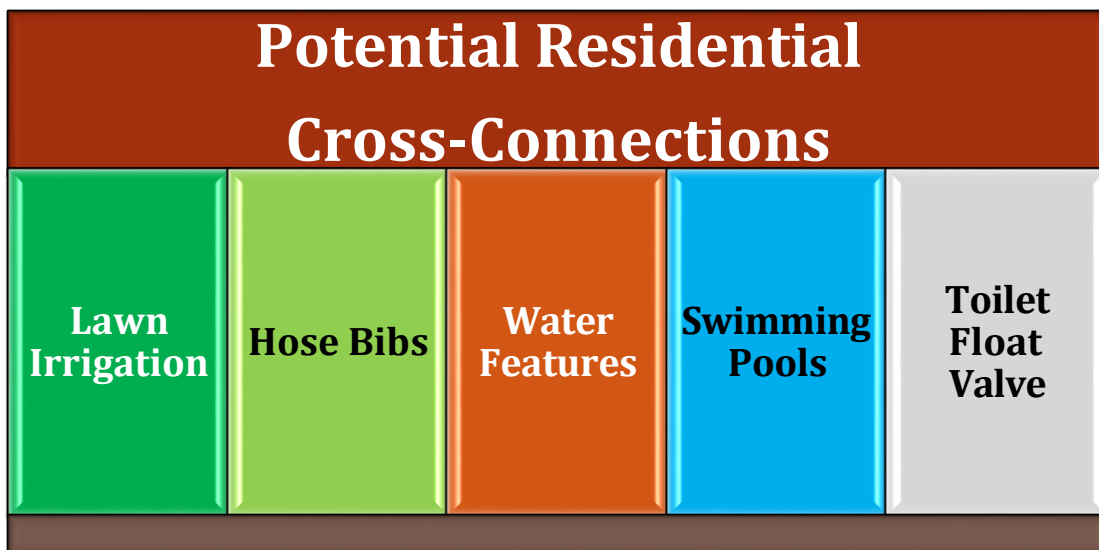 Potential Residential
Cross-Connections
Lawn
Irrigation
Hose Bibs
Water
Features
Swimming
Pools
Toilet
Float
Valve